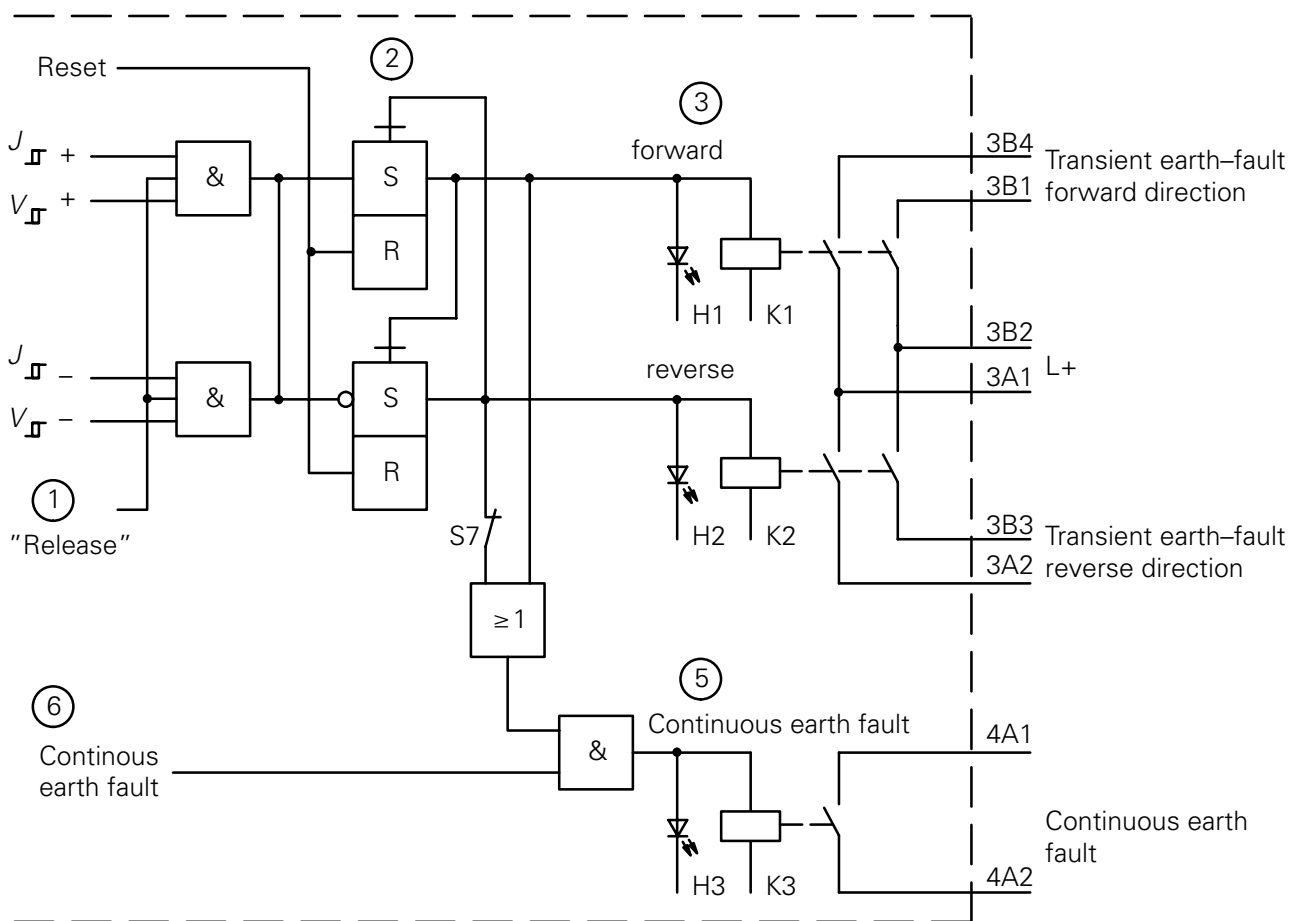 Reset
2
3
forward
J +
V +
&
S
R
H1 K1
3B4
3B1
Transient earth–fault
forward direction
3B2
3A1
L+
J –
V –
&
S
R
reverse
H2 K2
1
"Release"
S7
3B3
3A2
Transient earth–fault
reverse direction
≥1
5
Continuous earth fault
6
Continous
earth fault
&
H3 K3
4A1
4A2
Continuous earth
fault